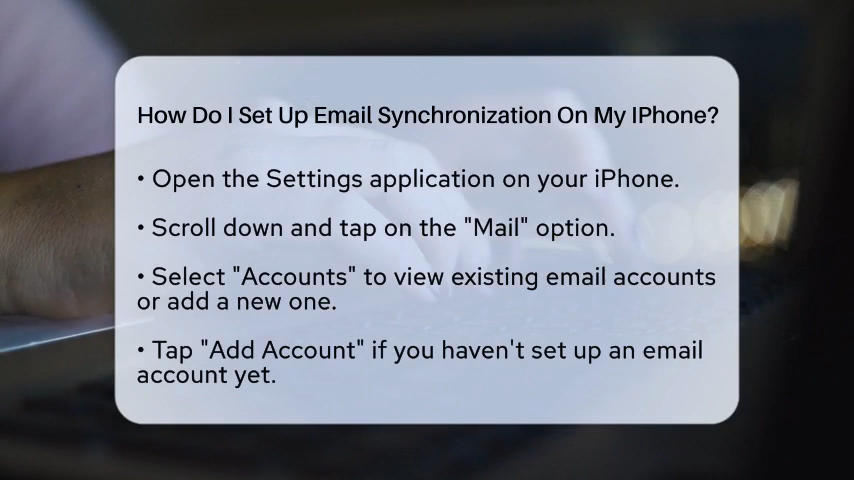 How Do I Set Up Email Synchronization On My IPhone?
• Open the Settings application on your iPhone.
• Scroll down and tap on the "Mail" option.
• Select "Accounts" to view existing email accounts
or add a new one.
• Tap "Add Account" if you haven't set up an email
account yet.